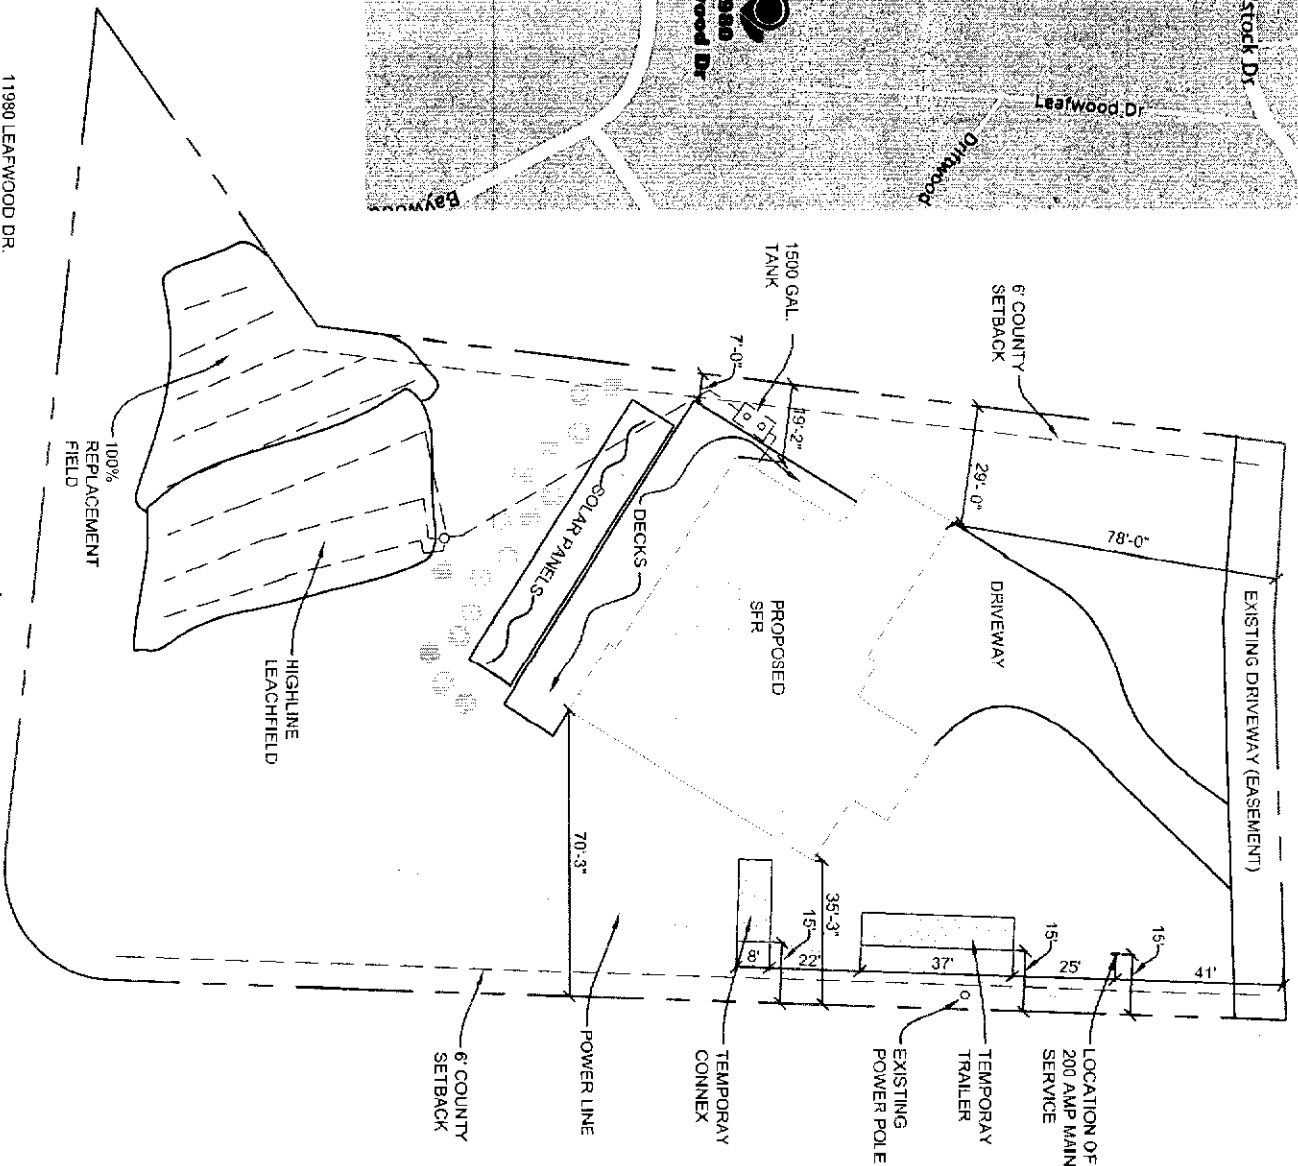 stock Dr
Leafwood Dr
Driftwood
Baywood
wood Dr
11980 LEAFWOOD DR.
1500 GAL.
TANK
6' COUNTY
SETBACK
7'-0"
19'-2"
29'-0"
78'-0"
EXISTING DRIVEWAY (EASEMENT)
DRIVEWAY
PROPOSED
SFR
DECKS
SOLAR PANELS
100%
REPLACEMENT
FIELD
HIGHLINE
LEACHFIELD
70'-3"
35'-3"
15'
8'
22'
37'
15'
25'
15'
41'
LOCATION OF
200 AMP MAIN
SERVICE
TEMPORAY
TRAILER
EXISTING
POWER POLE
TEMPORAY
CONNEX
POWER LINE
6' COUNTY
SETBACK